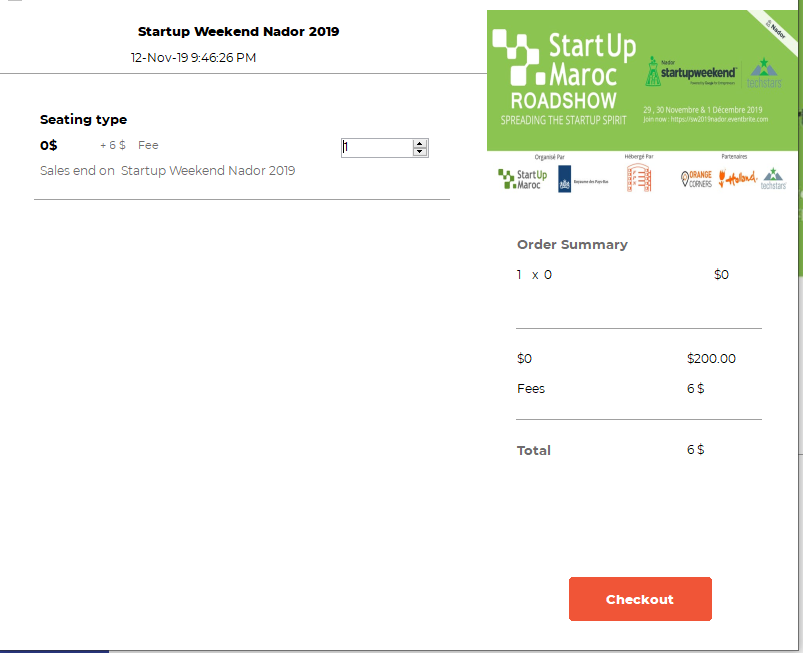 Startup Weekend Nador 2019
12-Nov-19 9:46:26 PM
Seating type
0$ + 6 $ Fee 1
Sales end on Startup Weekend Nador 2019
Nador
StartUp
Maroc
ROADSHOW
SPREADING THE STARTUP SPIRIT
Nador
startupweekend
techstars
29 , 30 Novembre & 1 Décembre 2019
Join now : https://sw2019nador.eventbrite.com
Organisé Par
Hébergé Par
Partenaires
StartUp
Maroc
Royaume des Pays-Bas
ORANGE
CORNERS
Holland
techstars
Order Summary
1 x 0 $0
$0 $200.00
Fees 6 $
Total 6 $
Checkout